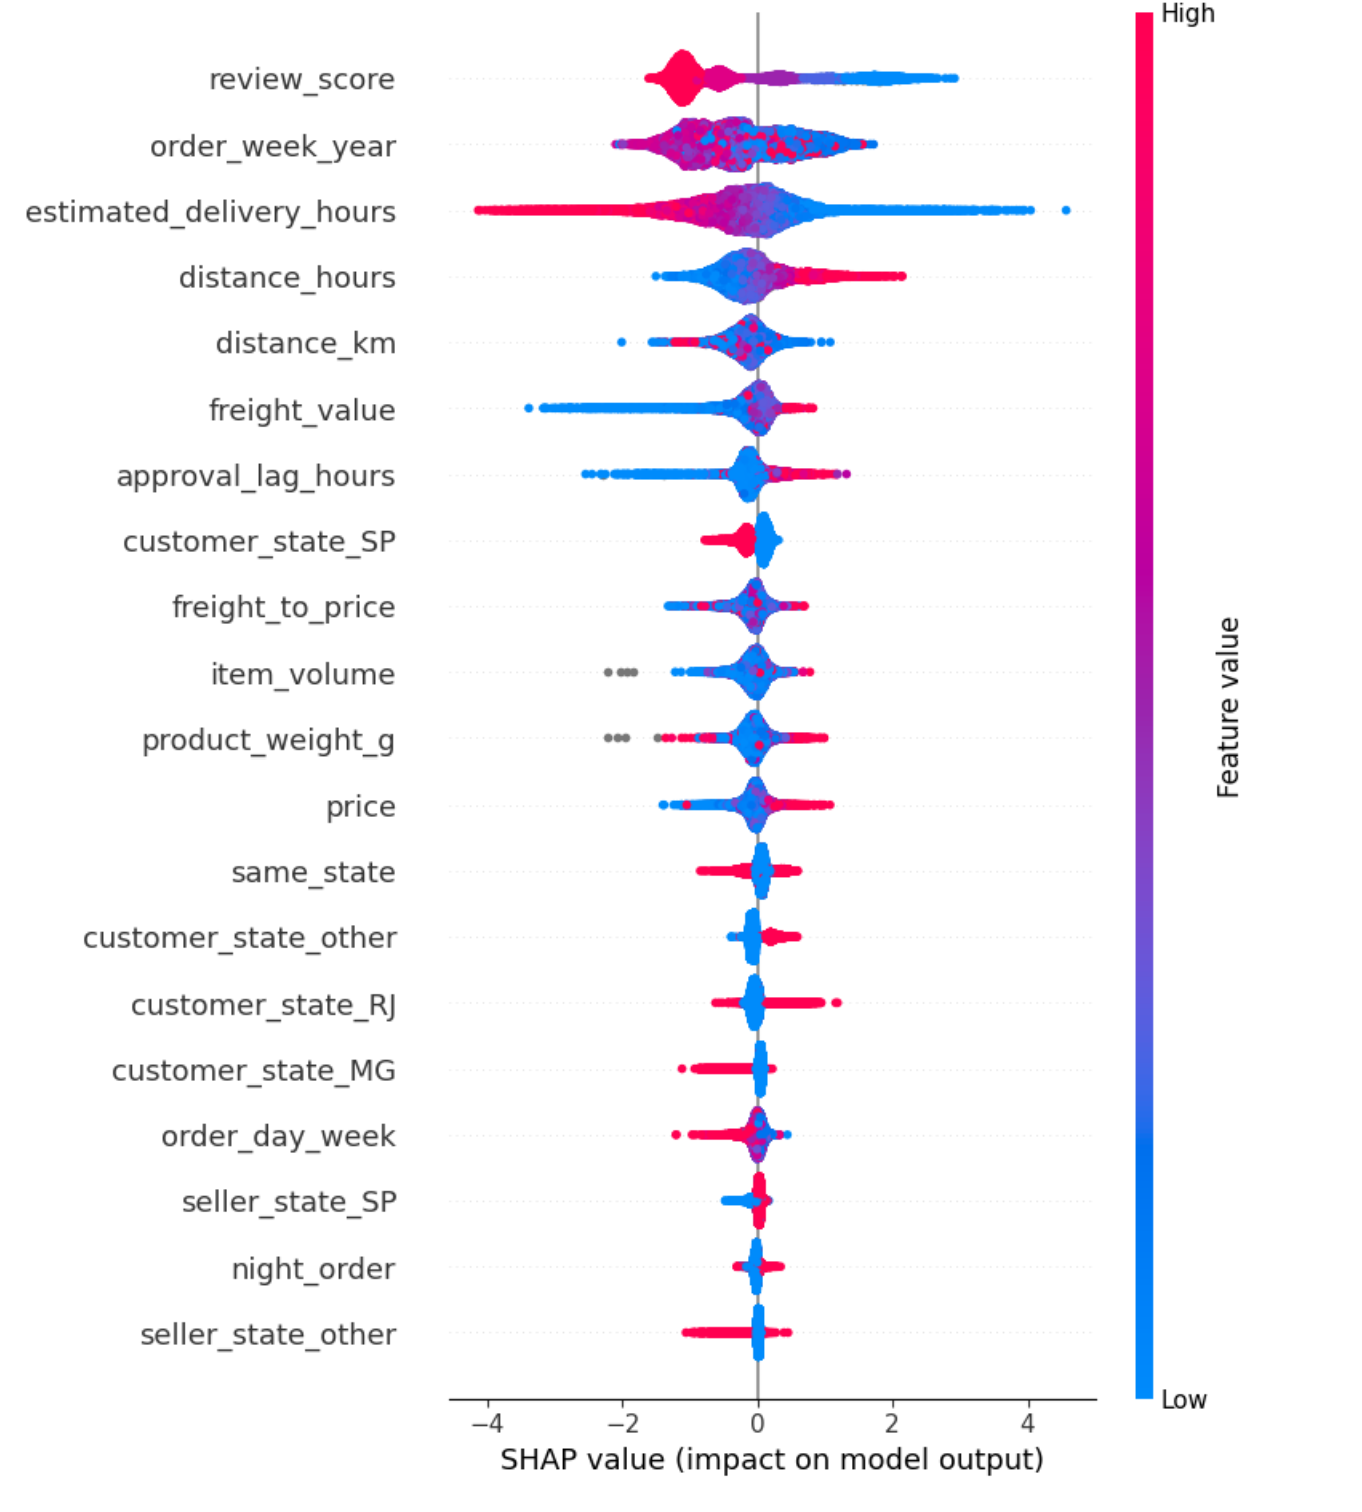 High
review_score
order_week_year
estimated_delivery_hours
distance_hours
distance_km
freight_value
approval_lag_hours
customer_state_SP
freight_to_price
item_volume
product_weight_g
price
same_state
customer_state_other
customer_state_RJ
customer_state_MG
order_day_week
seller_state_SP
night_order
seller_state_other
Feature value
Low
−4 −2 0 2 4
SHAP value (impact on model output)